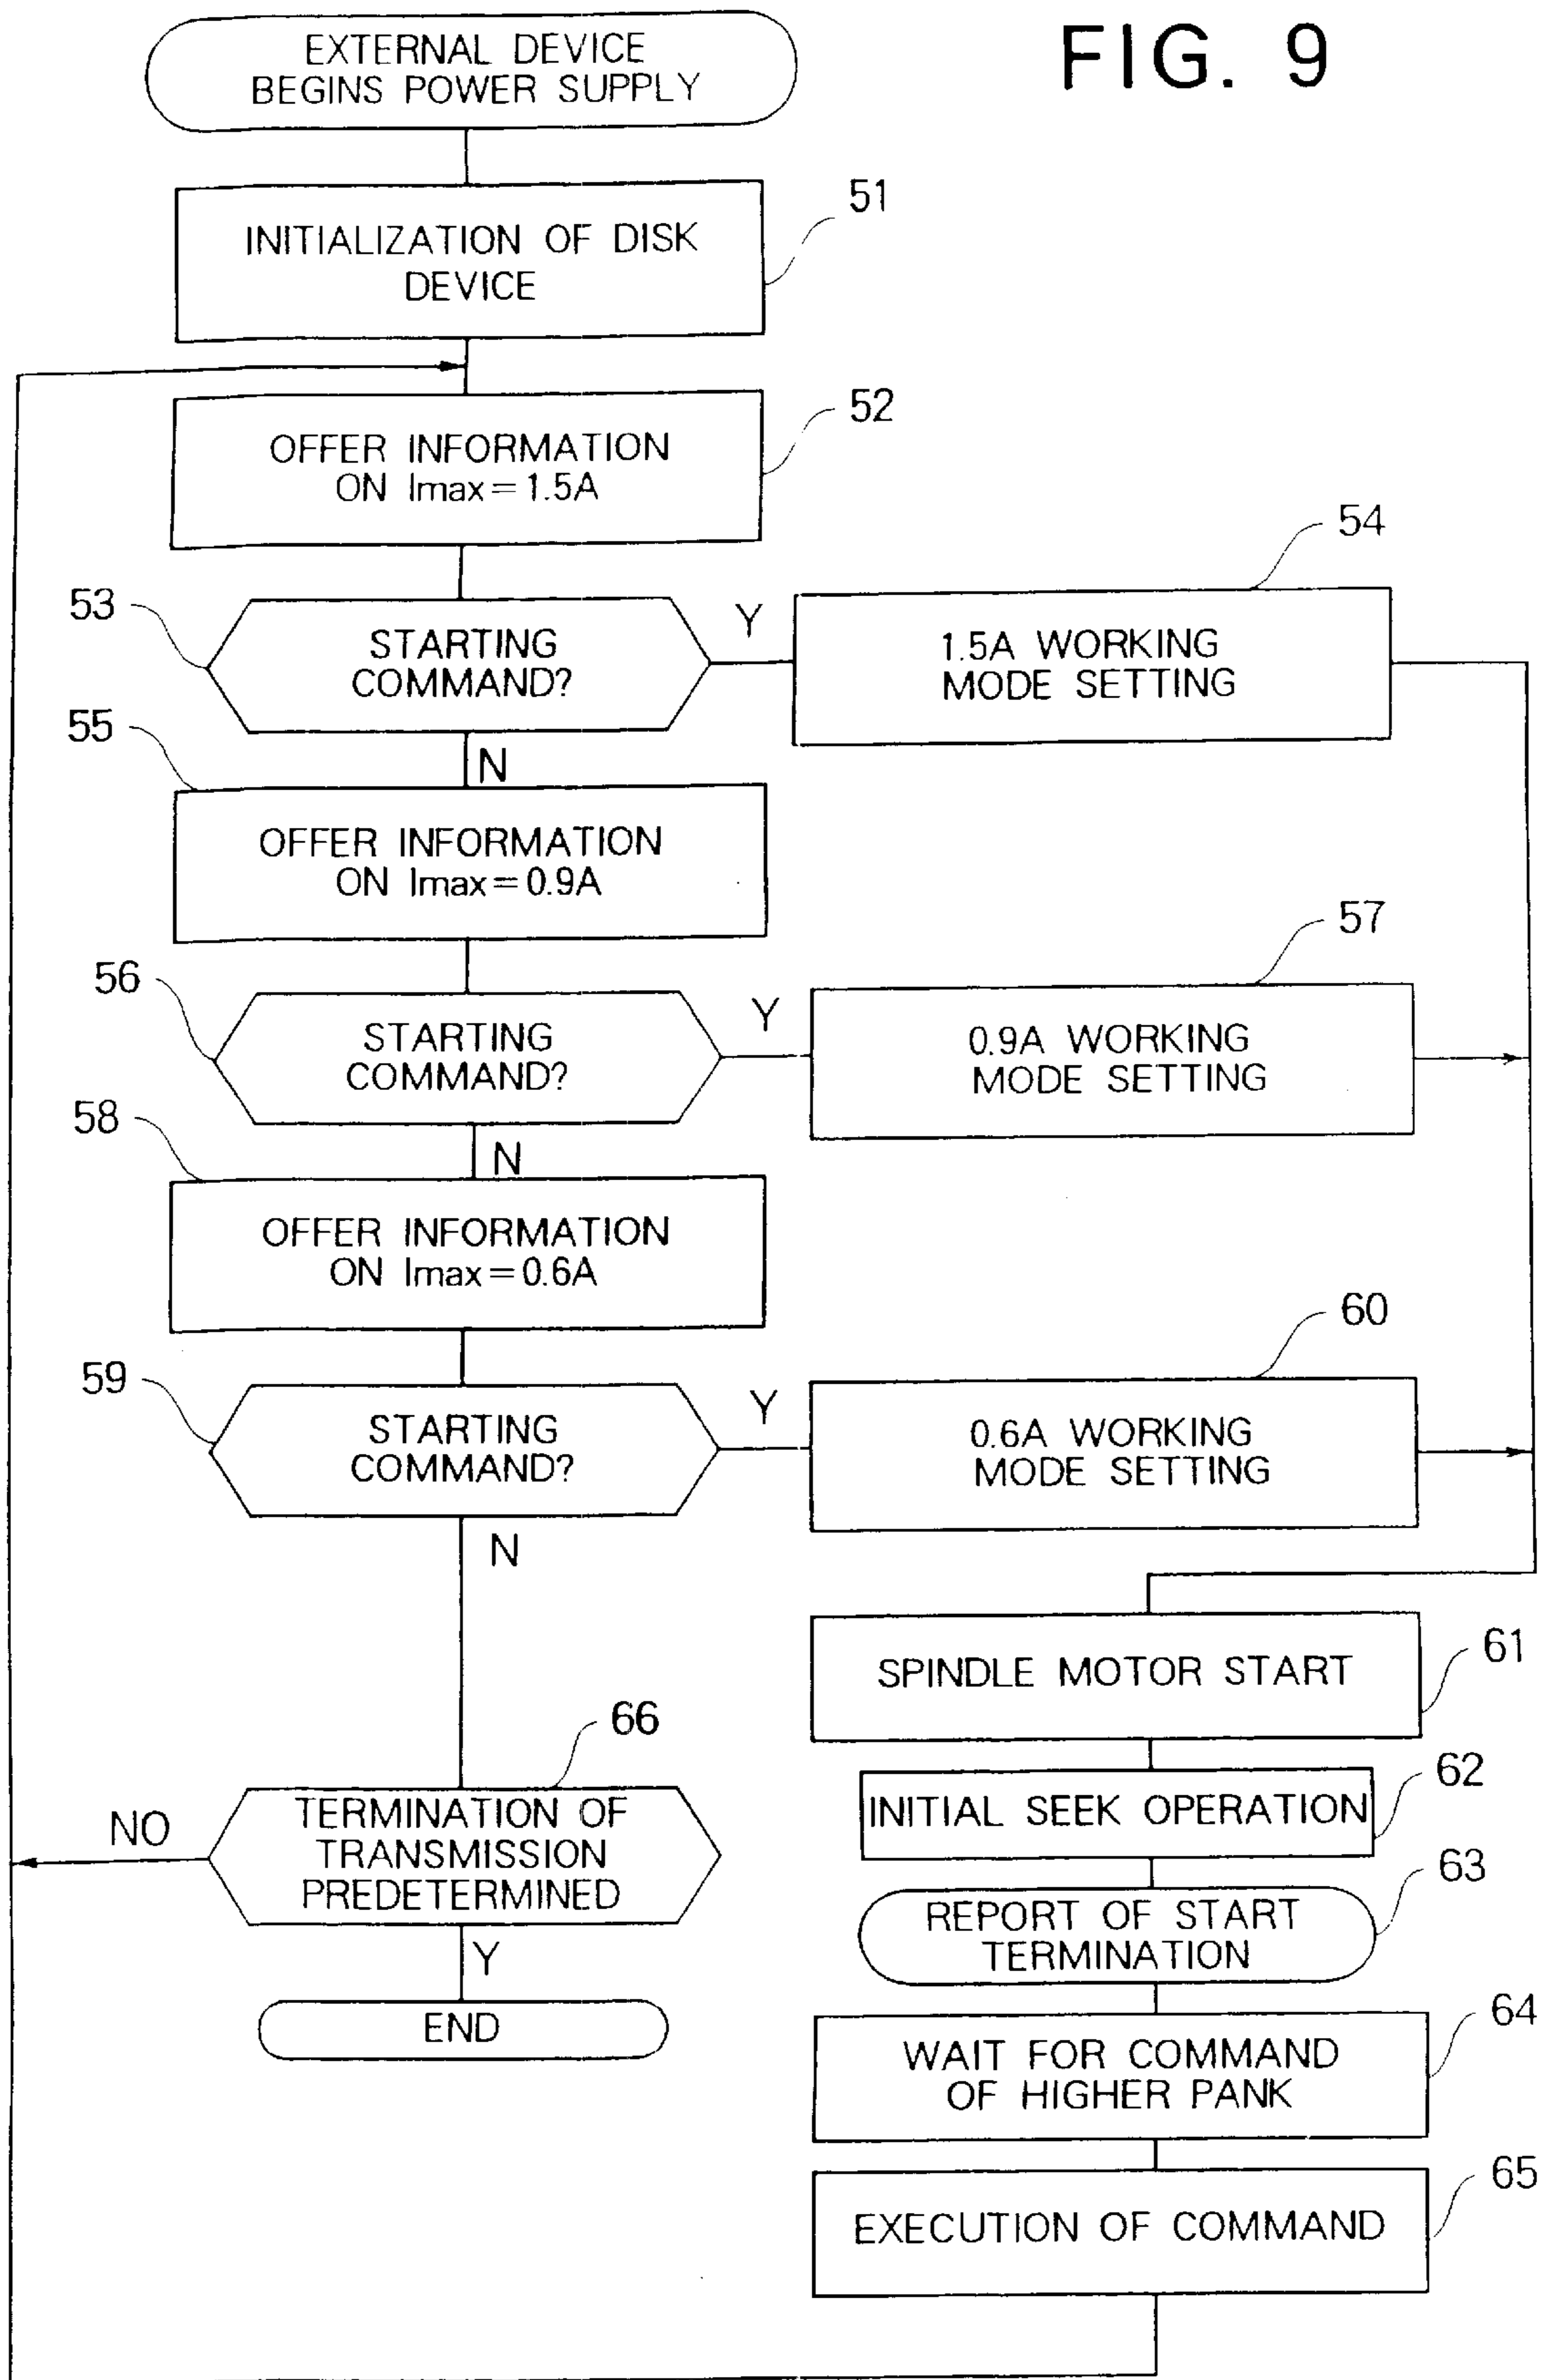 FIG. 9
EXTERNAL DEVICE
BEGINS POWER SUPPLY
51
INITIALIZATION OF DISK
DEVICE
52
OFFER INFORMATION
ON Imax=1.5A
53
STARTING
COMMAND?
Y
54
1.5A WORKING
MODE SETTING
N
55
OFFER INFORMATION
ON Imax=0.9A
56
STARTING
COMMAND?
Y
57
0.9A WORKING
MODE SETTING
N
58
OFFER INFORMATION
ON Imax=0.6A
59
STARTING
COMMAND?
Y
60
0.6A WORKING
MODE SETTING
N
61
SPINDLE MOTOR START
62
INITIAL SEEK OPERATION
63
REPORT OF START
TERMINATION
64
WAIT FOR COMMAND
OF HIGHER PANK
65
EXECUTION OF COMMAND
66
TERMINATION OF
TRANSMISSION
PREDETERMINED
NO
Y
END